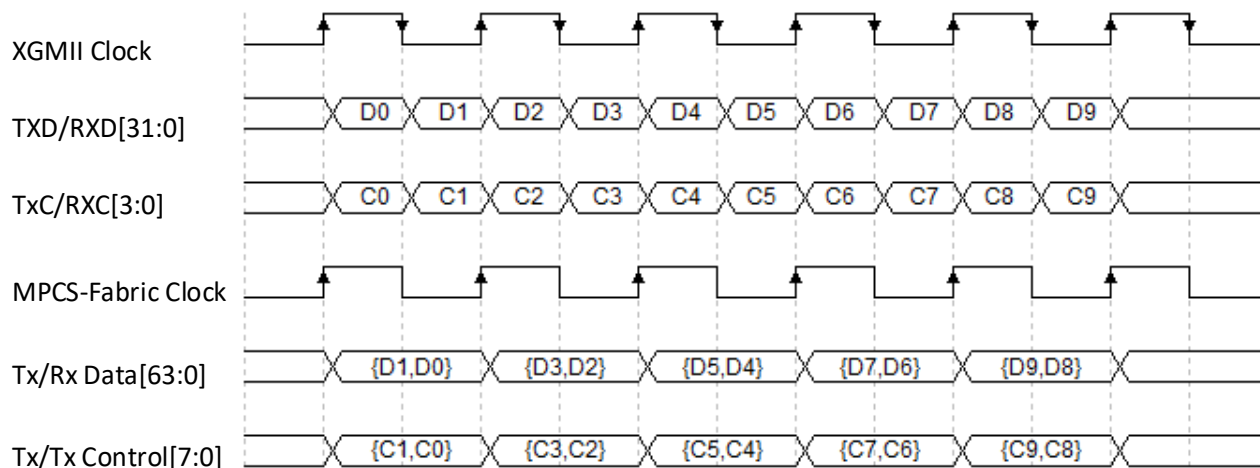 XGMII Clock
TXD/RXD[31:0] D0 D1 D2 D3 D4 D5 D6 D7 D8 D9
TxC/RXC[3:0] C0 C1 C2 C3 C4 C5 C6 C7 C8 C9
MPCS-Fabric Clock
Tx/Rx Data[63:0] {D1,D0} {D3,D2} {D5,D4} {D7,D6} {D9,D8}
Tx/Tx Control[7:0] {C1,C0} {C3,C2} {C5,C4} {C7,C6} {C9,C8}